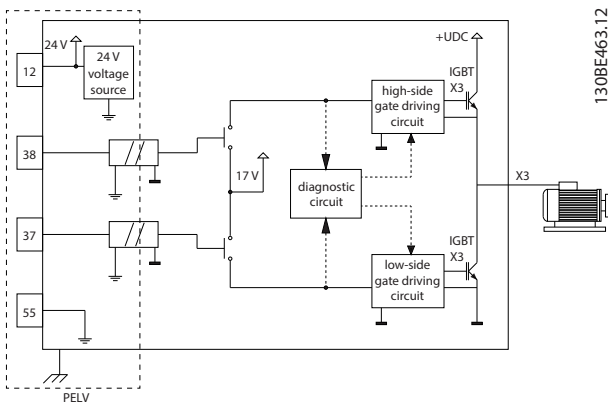 130BE463.12
+UDC
24 V
12
24 V
voltage
source
IGBT
X3
high-side
gate driving
circuit
38
17 V
diagnostic
circuit
X3
37
IGBT
X3
low-side
gate driving
circuit
55
PELV